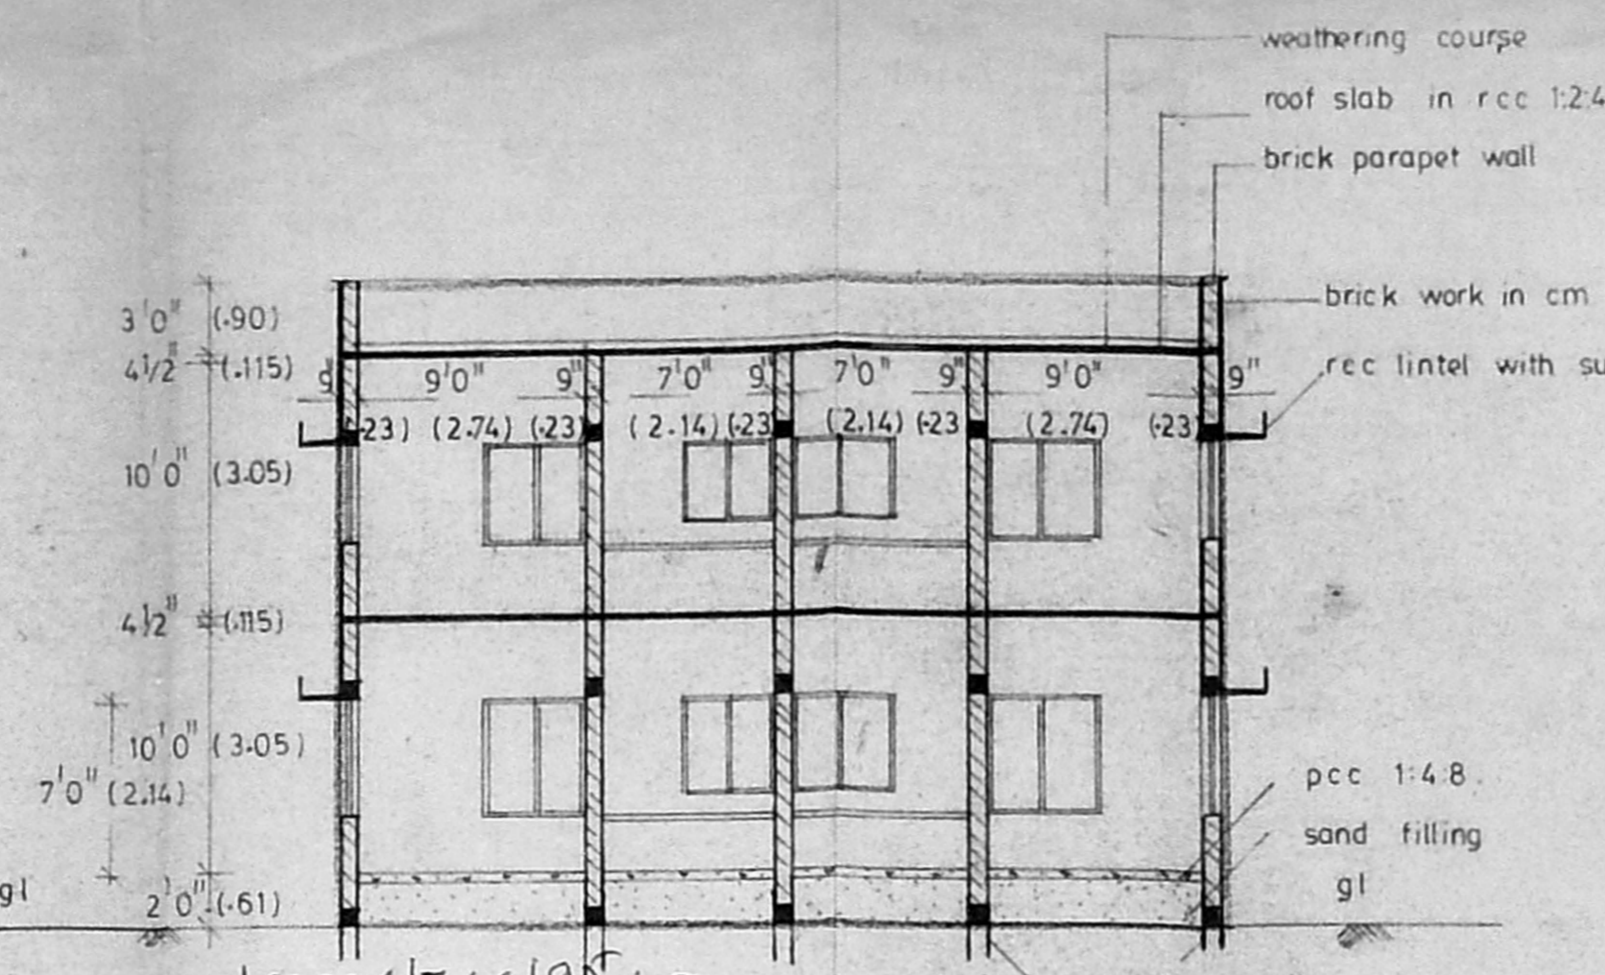 weathering course
roof slab in rcc 1:2:4
brick parapet wall
brick work in cm
rcc lintel with su
3'0" (.90)
4½" (.115)
9" 9'0" 9" 7'0" 9" 7'0" 9" 9'0" 9"
(.23) (2.74) (.23) (2.14) (.23 (2.14) (.23 (2.74) (.23)
10'0" (3.05)
4½" (.115)
10'0" (3.05)
7'0" (2.14)
pcc 1:4:8
sand filling
gl
gl
2'0" (.61)